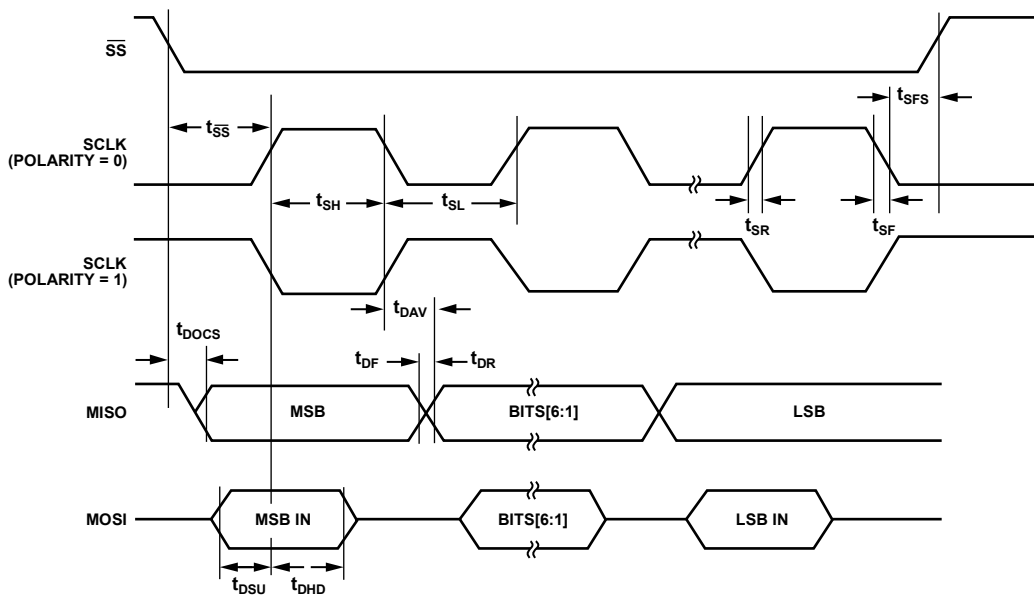 SS
tSFS
tSS
SCLK
(POLARITY = 0)
tSH
tSL
tSR
tSF
SCLK
(POLARITY = 1)
tDAV
tDOCS
tDF
tDR
MISO
MSB
BITS[6:1]
LSB
MOSI
MSB IN
BITS[6:1]
LSB IN
tDSU
tDHD